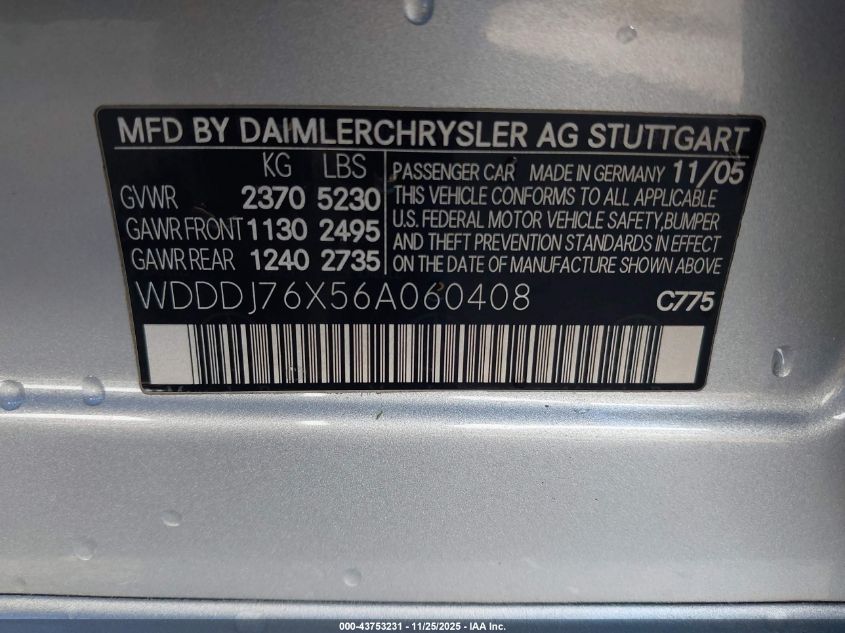 MFD BY DAIMLERCHRYSLER AG STUTTGART
KG LBS
GVWR 2370 5230
GAWR FRONT 1130 2495
GAWR REAR 1240 2735
PASSENGER CAR MADE IN GERMANY 11/05
THIS VEHICLE CONFORMS TO ALL APPLICABLE
U.S. FEDERAL MOTOR VEHICLE SAFETY,BUMPER
AND THEFT PREVENTION STANDARDS IN EFFECT
ON THE DATE OF MANUFACTURE SHOWN ABOVE
WDDDJ76X56A060408 C775
000-43753231 - 11/25/2025 - IAA Inc.